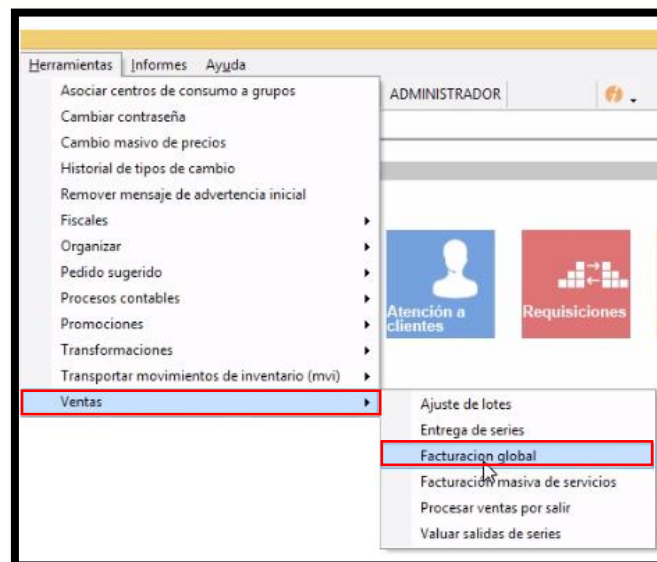 Herramientas Informes Ayuda
Asociar centros de consumo a grupos
ADMINISTRADOR
Cambiar contraseña
Cambio masivo de precios
Historial de tipos de cambio
Remover mensaje de advertencia inicial
Fiscales
Organizar
Pedido sugerido
Procesos contables
Promociones
Transformaciones
Transportar movimientos de inventario (mvi)
Ventas
Atención a
clientes
Requisiciones
Ajuste de lotes
Entrega de series
Facturacion global
Facturación masiva de servicios
Procesar ventas por salir
Valuar salidas de series